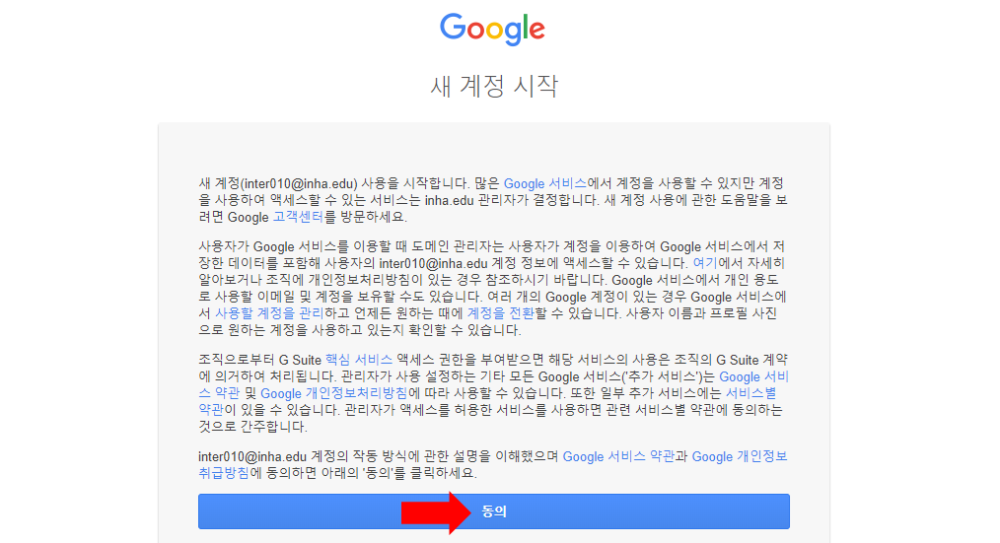 Google
새 계정 시작
새 계정(inter010@inha.edu) 사용을 시작합니다. 많은 Google 서비스에서 계정을 사용할 수 있지만 계정
을 사용하여 액세스할 수 있는 서비스는 inha.edu 관리자가 결정합니다. 새 계정 사용에 관한 도움말을 보
려면 Google 고객센터를 방문하세요.
사용자가 Google 서비스를 이용할 때 도메인 관리자는 사용자가 계정을 이용하여 Google 서비스에서 저
장한 데이터를 포함해 사용자의 inter010@inha.edu 계정 정보에 액세스할 수 있습니다. 여기에서 자세히
알아보거나 조직에 개인정보처리방침이 있는 경우 참조하시기 바랍니다. Google 서비스에서 개인 용도
로 사용할 이메일 및 계정을 보유할 수도 있습니다. 여러 개의 Google 계정이 있는 경우 Google 서비스에
서 사용할 계정을 관리하고 언제든 원하는 때에 계정을 전환할 수 있습니다. 사용자 이름과 프로필 사진
으로 원하는 계정을 사용하고 있는지 확인할 수 있습니다.
조직으로부터 G Suite 핵심 서비스 액세스 권한을 부여받으면 해당 서비스의 사용은 조직의 G Suite 계약
에 의거하여 처리됩니다. 관리자가 사용 설정하는 기타 모든 Google 서비스('추가 서비스')는 Google 서비
스 약관 및 Google 개인정보처리방침에 따라 사용할 수 있습니다. 또한 일부 추가 서비스에는 서비스별
약관이 있을 수 있습니다. 관리자가 액세스를 허용한 서비스를 사용하면 관련 서비스별 약관에 동의하는
것으로 간주합니다.
inter010@inha.edu 계정의 작동 방식에 관한 설명을 이해했으며 Google 서비스 약관과 Google 개인정보
취급방침에 동의하면 아래의 '동의'를 클릭하세요.
동의